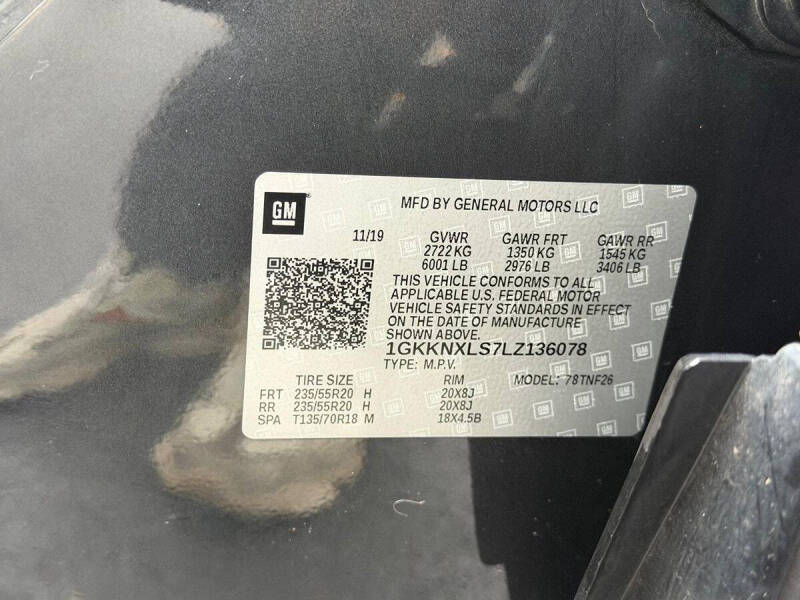 GM
MFD BY GENERAL MOTORS LLC
11/19 GVWR GAWR FRT GAWR RR
2722 KG 1350 KG 1545 KG
6001 LB 2976 LB 3406 LB
THIS VEHICLE CONFORMS TO ALL
APPLICABLE U.S. FEDERAL MOTOR
VEHICLE SAFETY STANDARDS IN EFFECT
ON THE DATE OF MANUFACTURE
SHOWN ABOVE.
1GKKNXLS7LZ136078
TYPE: M.P.V. MODEL: 78TNF26
TIRE SIZE RIM
FRT 235/55R20 H 20X8J
RR 235/55R20 H 20X8J
SPA T135/70R18 M 18X4.5B